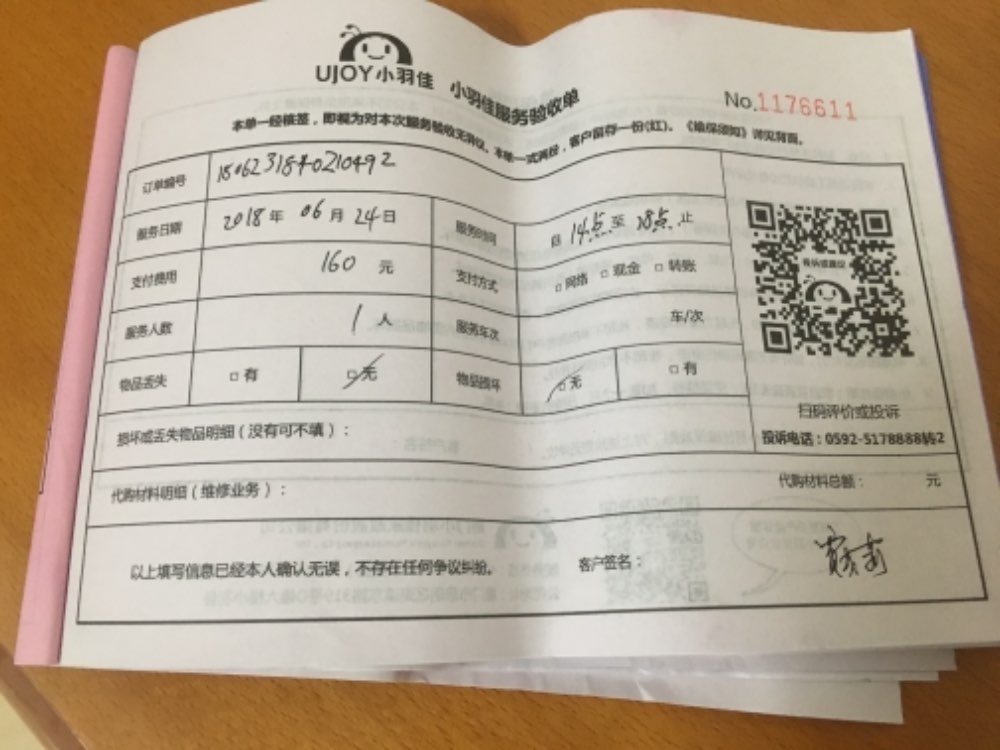 UJOY小羽佳 小羽佳服务验收单
No.1176611
本单一经核签，即视为对本次服务验收无异议。本单一式两份，客户留存一份(红)。《婚保须知》详见背面。
订单编号 1806231840210492
服务日期 2018年 06月 24日 服务时间 自 14点 至 18点 止
支付费用 160 元 支付方式 □网络 □现金 □转账
服务人数 1 人 服务车次 车/次
物品丢失 □有 □无 物品损坏 □无 □有
损坏或丢失物品明细（没有可不填）：
扫码评价或投诉
投诉电话：0592-5178888转2
代购材料明细（维修业务）： 代购材料总额： 元
以上填写信息已经本人确认无误，不存在任何争议纠纷。 客户签名：